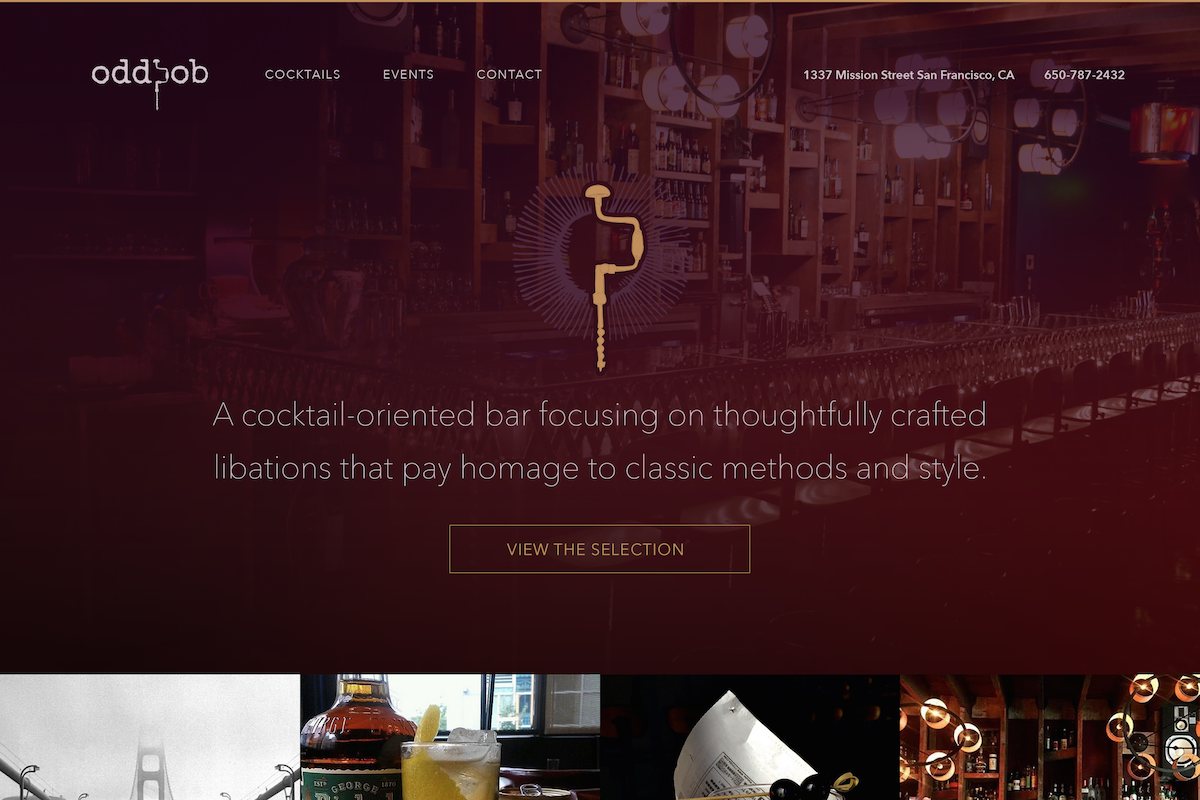 oddjob
COCKTAILS EVENTS CONTACT
1337 Mission Street San Francisco, CA 650-787-2432
A cocktail-oriented bar focusing on thoughtfully crafted
libations that pay homage to classic methods and style.
VIEW THE SELECTION
GEORGE